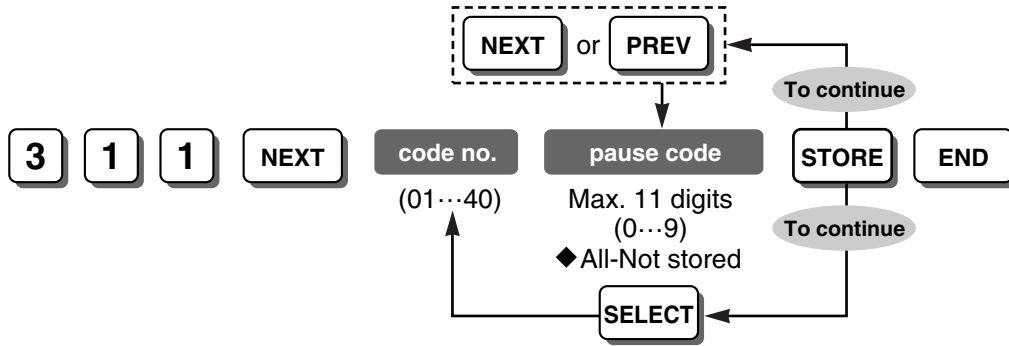 NEXT or PREV
To continue
3 1 1 NEXT code no. pause code STORE END
(01···40) Max. 11 digits
(0···9)
◆All-Not stored
To continue
SELECT